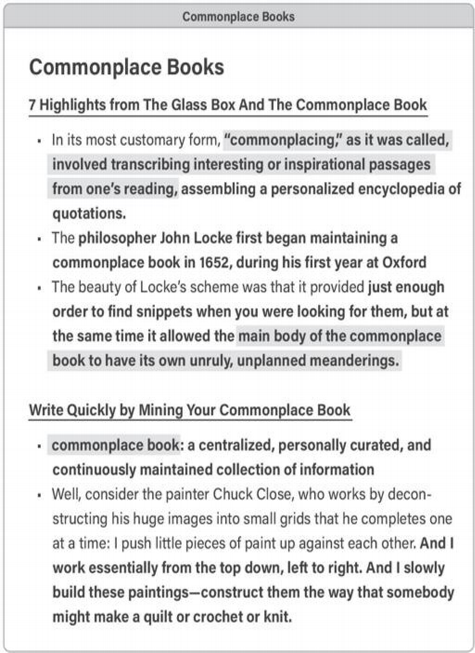 Commonplace Books
Commonplace Books
7 Highlights from The Glass Box And The Commonplace Book
▪ In its most customary form, “commonplacing,” as it was called,
involved transcribing interesting or inspirational passages
from one’s reading, assembling a personalized encyclopedia of
quotations.
▪ The philosopher John Locke first began maintaining a
commonplace book in 1652, during his first year at Oxford
▪ The beauty of Locke’s scheme was that it provided just enough
order to find snippets when you were looking for them, but at
the same time it allowed the main body of the commonplace
book to have its own unruly, unplanned meanderings.
Write Quickly by Mining Your Commonplace Book
▪ commonplace book: a centralized, personally curated, and
continuously maintained collection of information
▪ Well, consider the painter Chuck Close, who works by decon-
structing his huge images into small grids that he completes one
at a time: I push little pieces of paint up against each other. And I
work essentially from the top down, left to right. And I slowly
build these paintings—construct them the way that somebody
might make a quilt or crochet or knit.